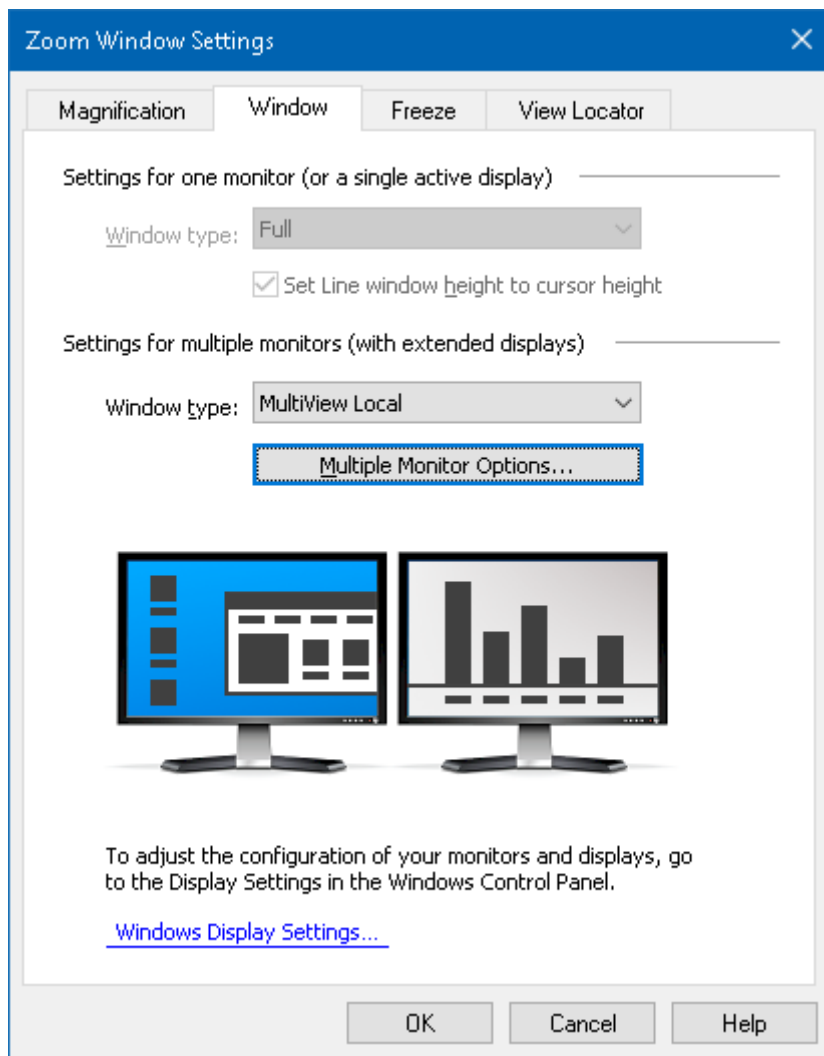 Zoom Window Settings
Magnification Window Freeze View Locator
Settings for one monitor (or a single active display)
Window type: Full
Set Line window height to cursor height
Settings for multiple monitors (with extended displays)
Window type: MultiView Local
Multiple Monitor Options...
To adjust the configuration of your monitors and displays, go
to the Display Settings in the Windows Control Panel.
Windows Display Settings...
OK Cancel Help